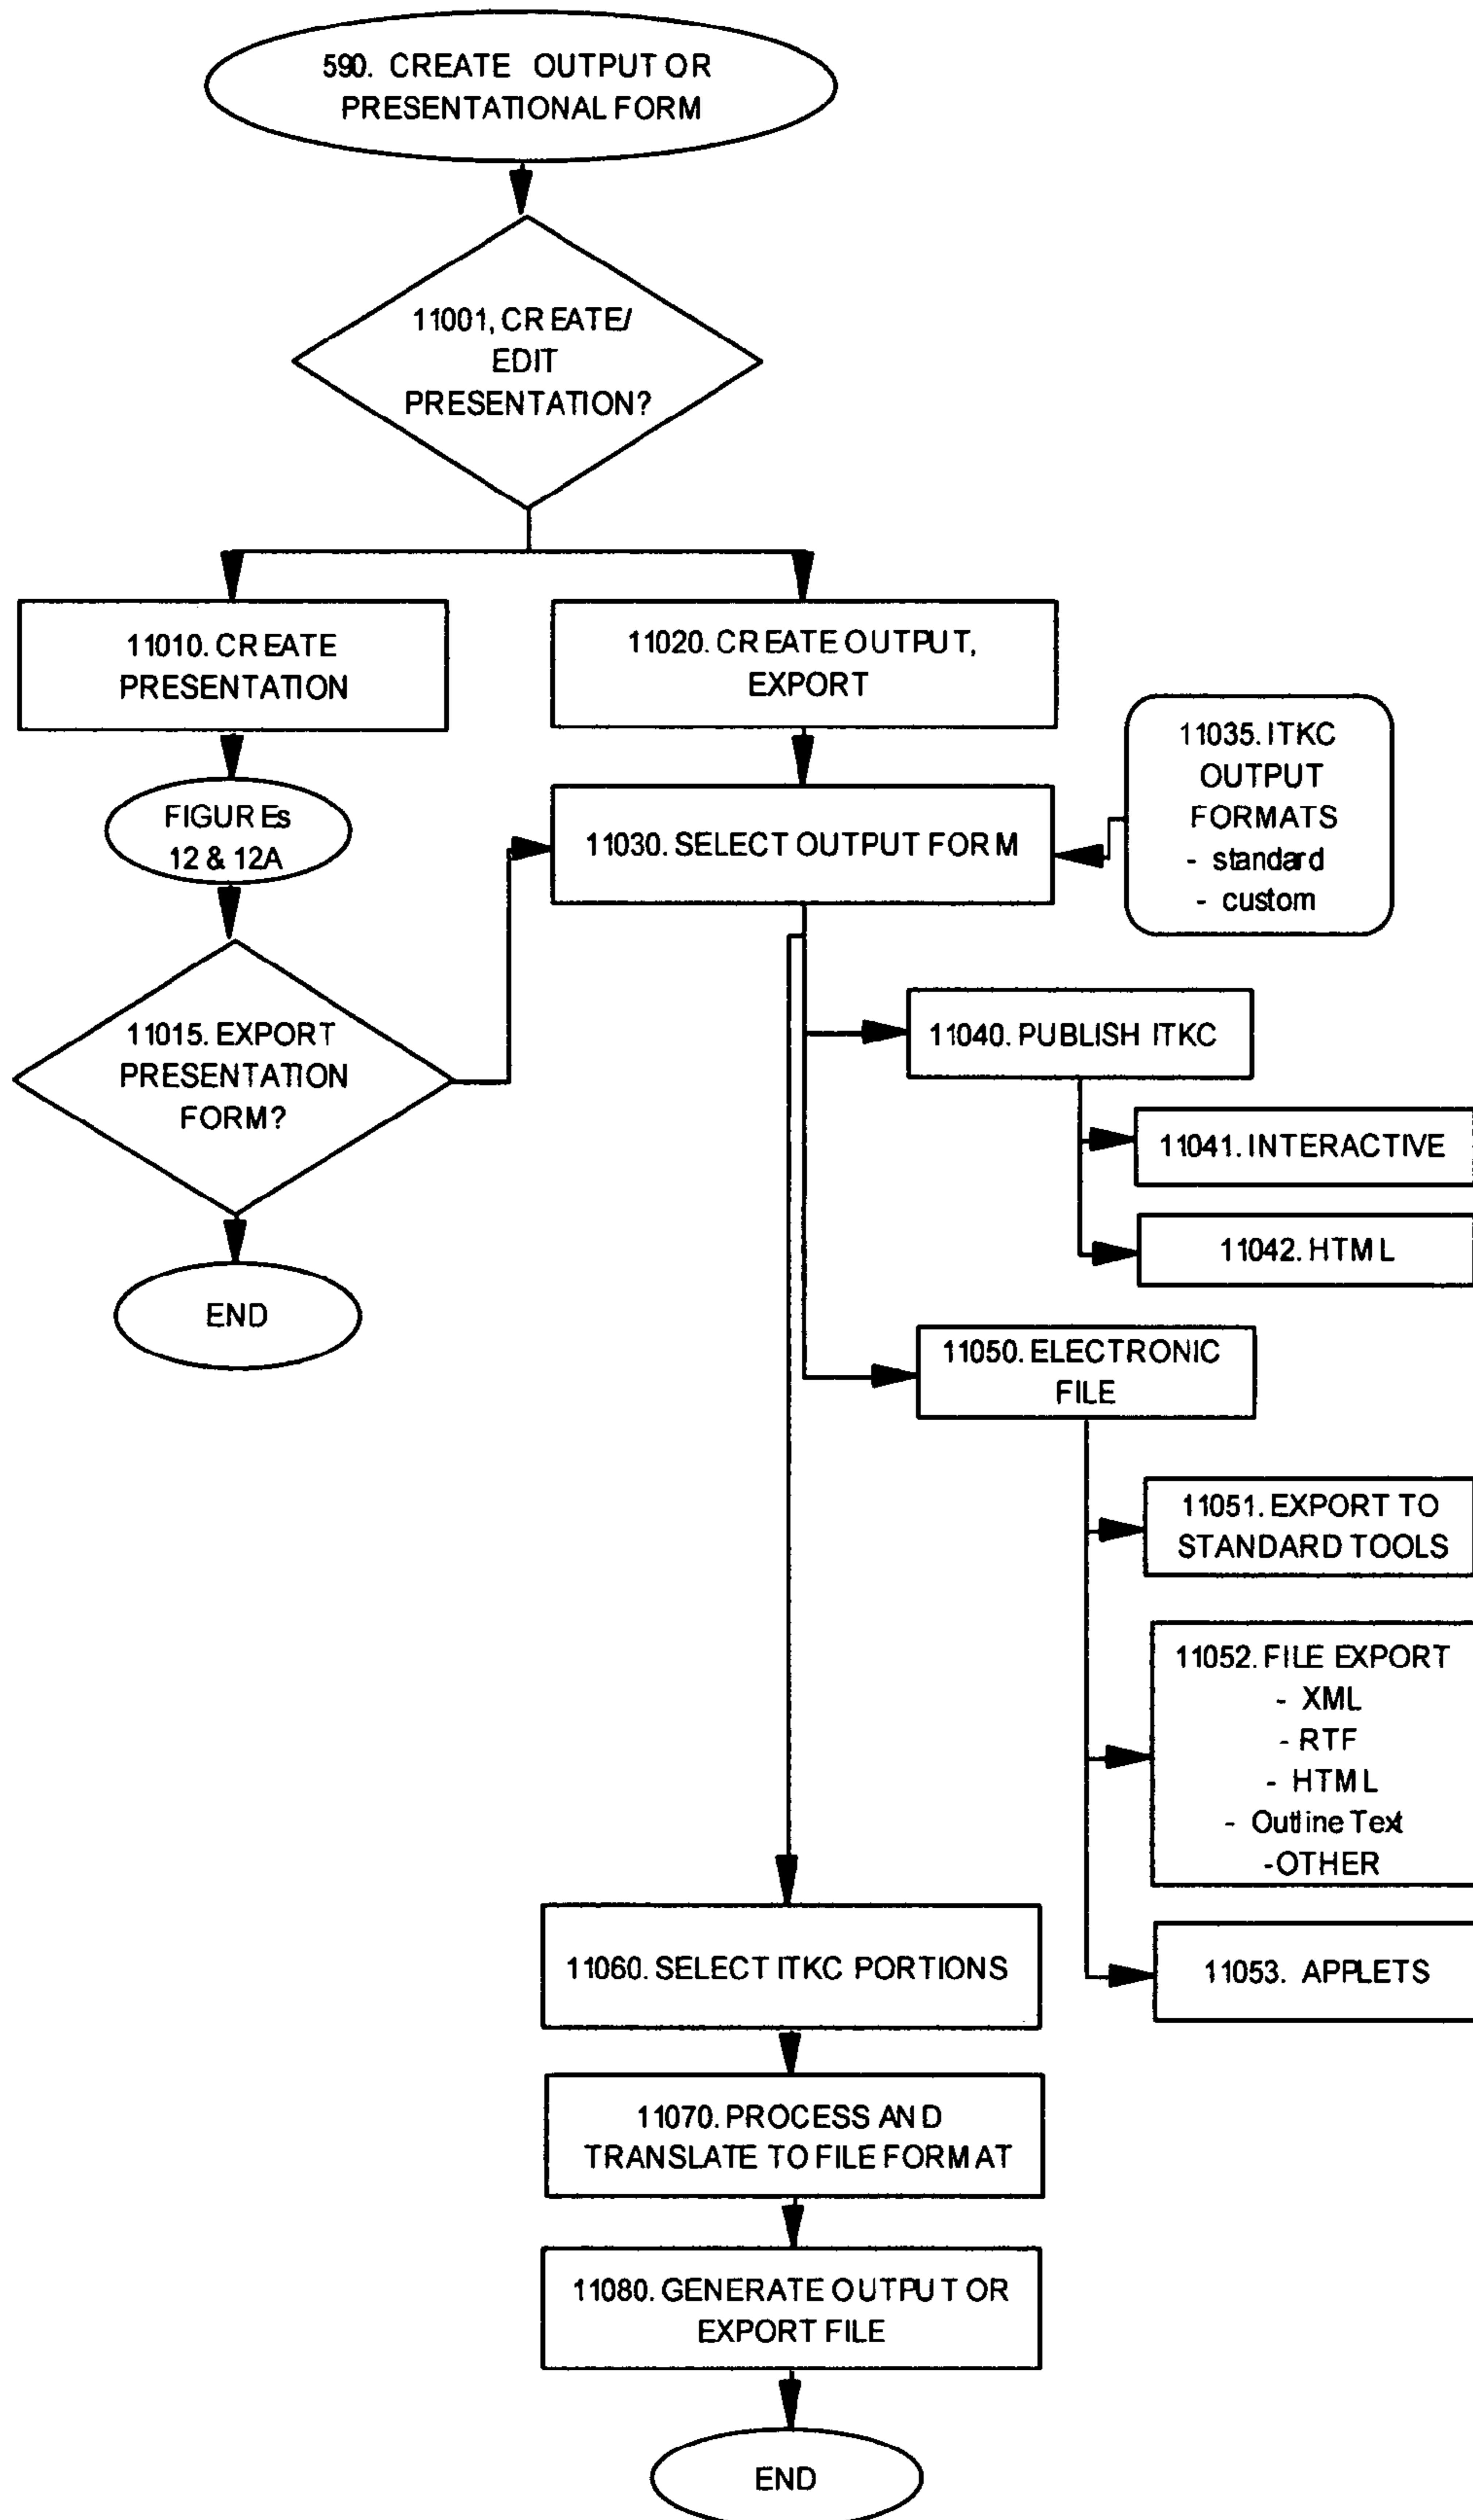 590. CREATE OUTPUT OR
PRESENTATIONAL FORM
11001, CREATE/
EDIT
PRESENTATION?
11010. CREATE
PRESENTATION
11020. CREATE OUTPUT,
EXPORT
FIGUREs
12 & 12A
11030. SELECT OUTPUT FORM
11035. ITKC
OUTPUT
FORMATS
- standard
- custom
11015. EXPORT
PRESENTATION
FORM?
11040. PUBLISH ITKC
11041. INTERACTIVE
11042. HTML
END
11050. ELECTRONIC
FILE
11051. EXPORT TO
STANDARD TOOLS
11052. FILE EXPORT
- XML
- RTF
- HTML
- Outline Text
-OTHER
11053. APPLETS
11060. SELECT ITKC PORTIONS
11070. PROCESS AND
TRANSLATE TO FILE FORMAT
11080. GENERATE OUTPUT OR
EXPORT FILE
END